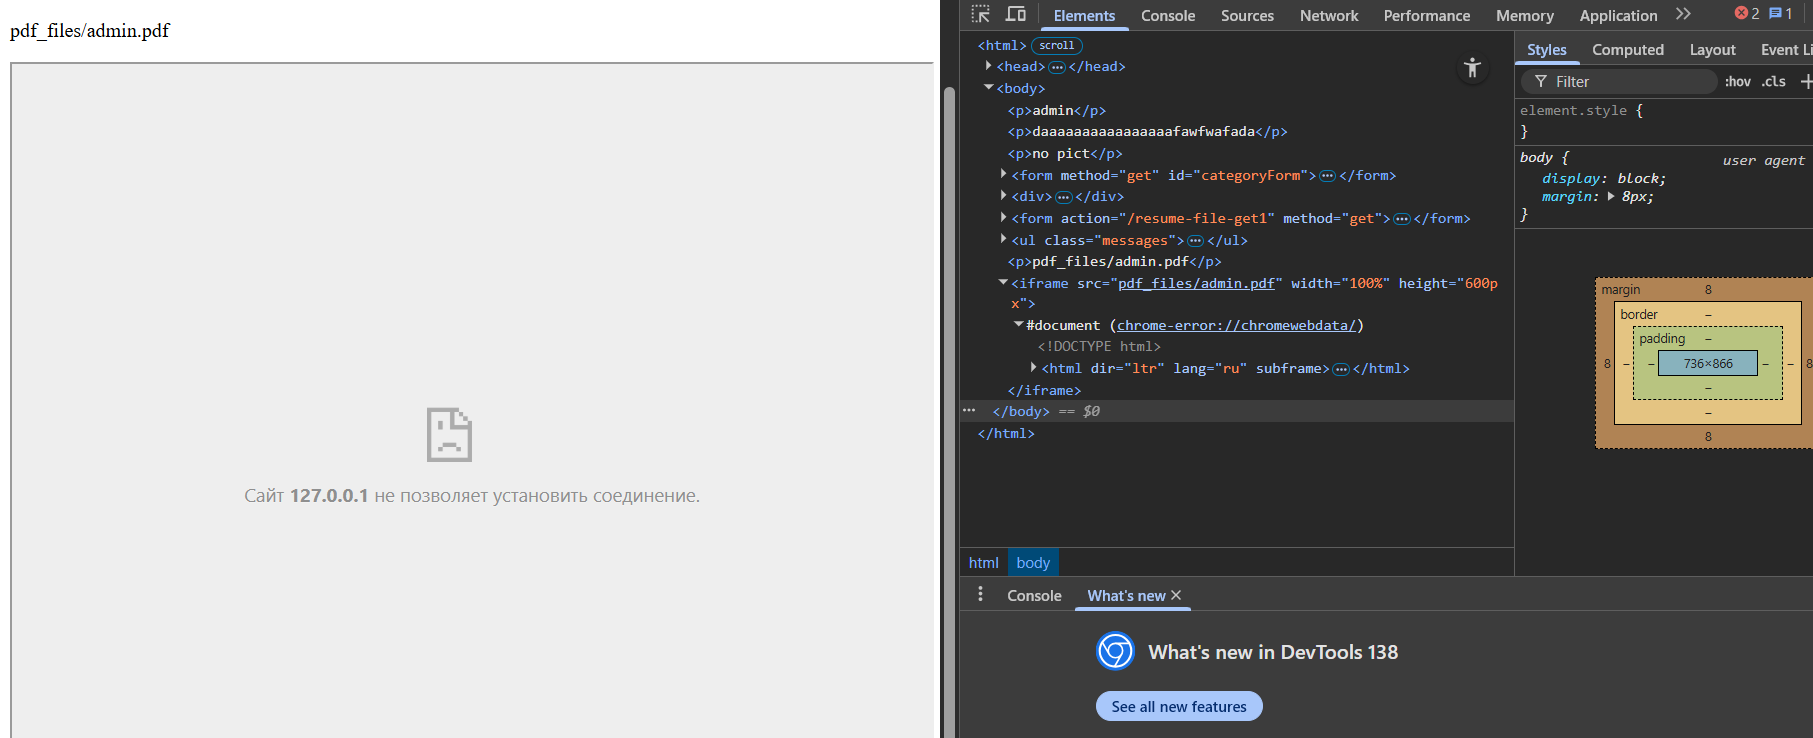 pdf_files/admin.pdf
Сайт 127.0.0.1 не позволяет установить соединение.
Elements Console Sources Network Performance Memory Application 2 1
<html> scroll
<head> ••• </head>
<body>
<p>admin</p>
<p>daaaaaaaaaaaaaaaafawfwafada</p>
<p>no pict</p>
<form method="get" id="categoryForm"> ••• </form>
<div> ••• </div>
<form action="/resume-file-get1" method="get"> ••• </form>
<ul class="messages"> ••• </ul>
<p>pdf_files/admin.pdf</p>
<iframe src="pdf_files/admin.pdf" width="100%" height="600p
x">
#document (chrome-error://chromewebdata/)
<!DOCTYPE html>
<html dir="ltr" lang="ru" subframe> ••• </html>
</iframe>
••• </body> == $0
</html>
html body
Styles Computed Layout Event Li
Filter :hov .cls +
element.style {
}
body { user agent
display: block;
margin: 8px;
}
margin 8
border –
padding –
8 – – 736×866 – – 8
–
–
8
Console What's new
What's new in DevTools 138
See all new features